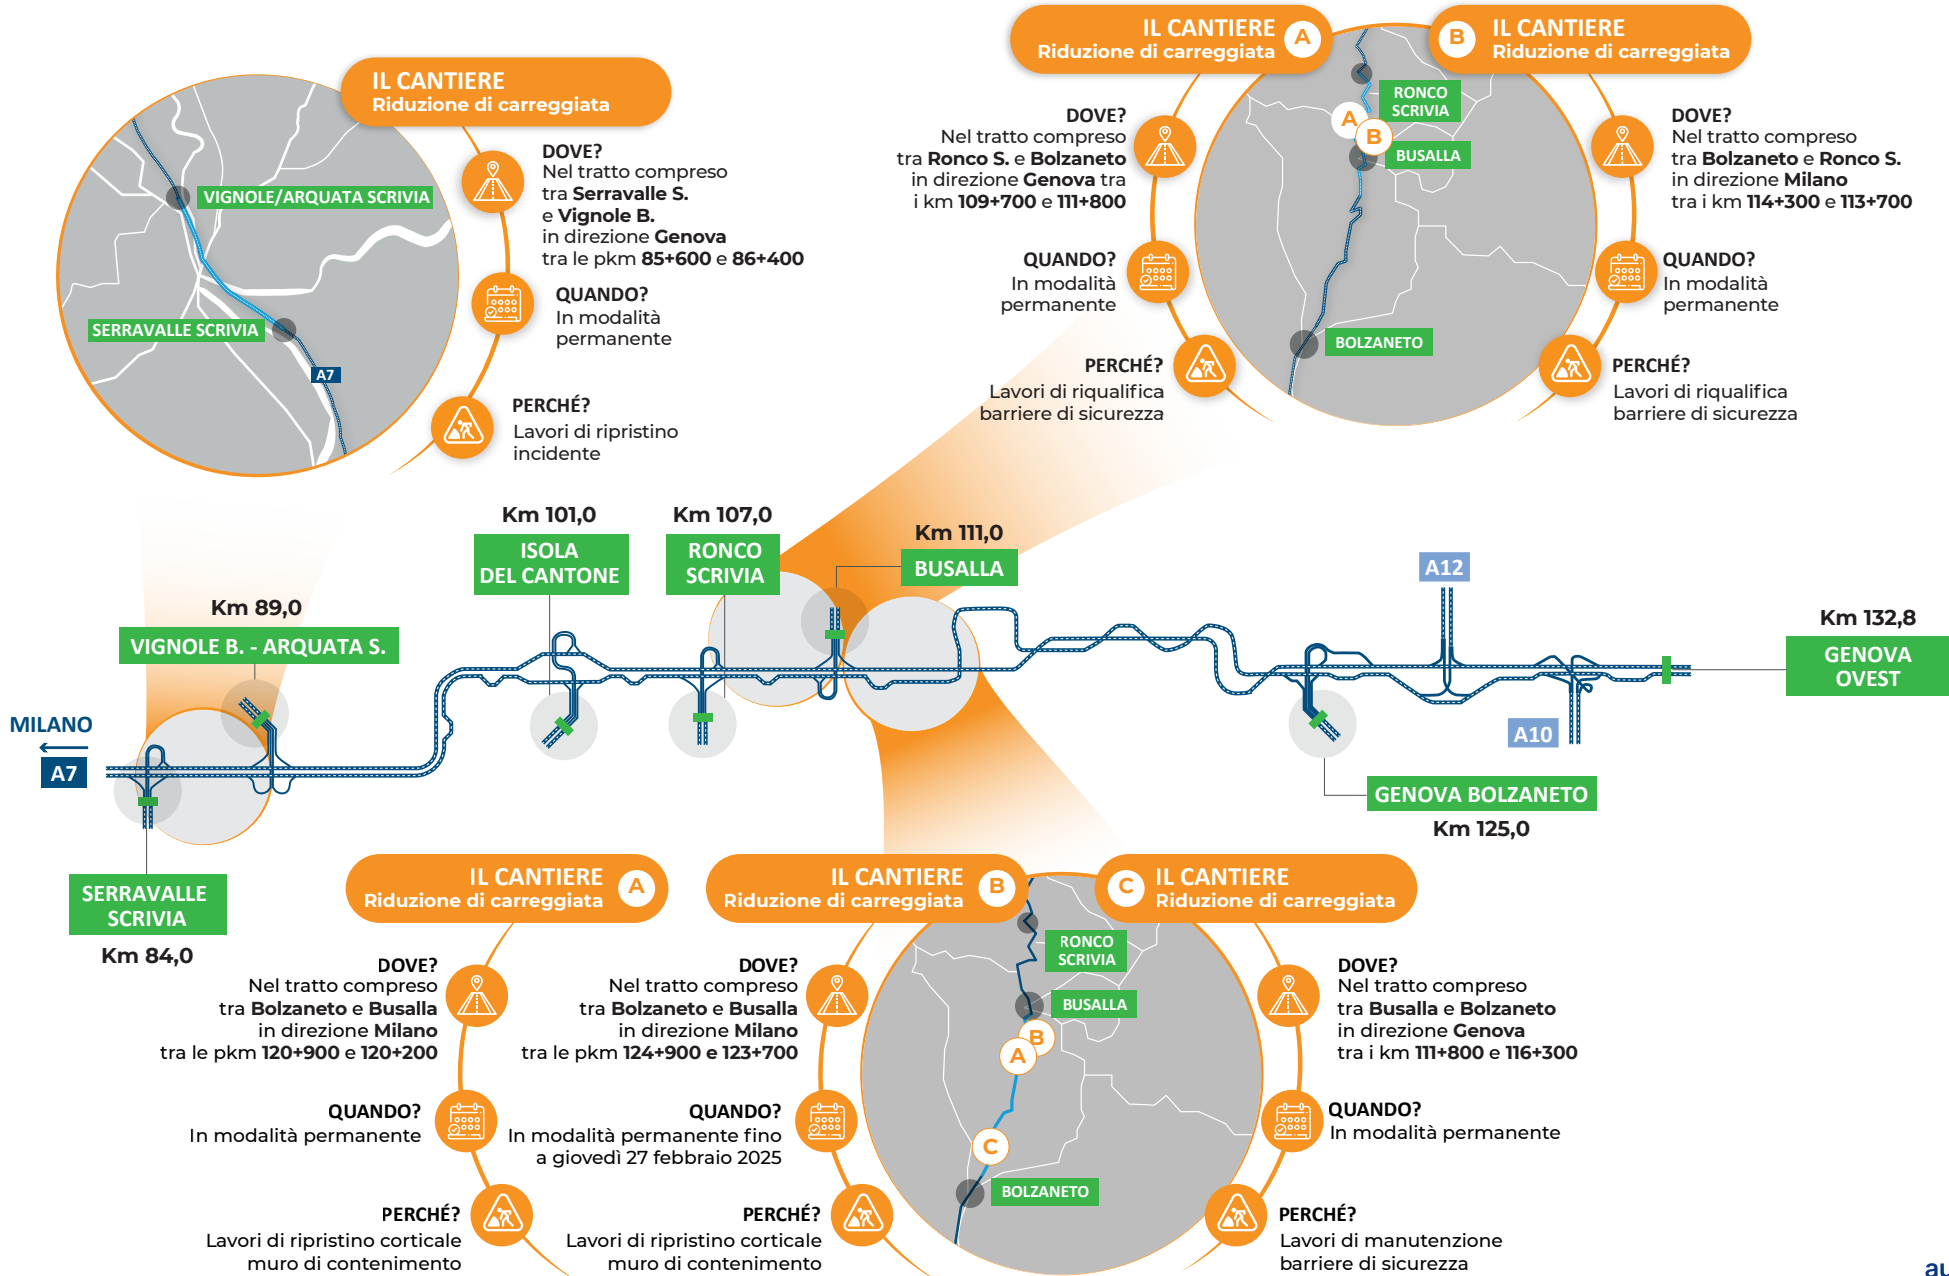 IL CANTIERE
Riduzione di carreggiata
DOVE?
Nel tratto compreso
tra Serravalle S.
e Vignole B.
in direzione Genova
tra le pkm 85+600 e 86+400
QUANDO?
In modalità
permanente
PERCHÉ?
Lavori di ripristino
incidente
VIGNOLE/ARQUATA SCRIVIA
SERRAVALLE SCRIVIA
A7
IL CANTIERE
Riduzione di carreggiata
A
DOVE?
Nel tratto compreso
tra Ronco S. e Bolzaneto
in direzione Genova tra
i km 109+700 e 111+800
QUANDO?
In modalità
permanente
PERCHÉ?
Lavori di riqualifica
barriere di sicurezza
RONCO
SCRIVIA
A
B
BUSALLA
BOLZANETO
B
IL CANTIERE
Riduzione di carreggiata
DOVE?
Nel tratto compreso
tra Bolzaneto e Ronco S.
in direzione Milano
tra i km 114+300 e 113+700
QUANDO?
In modalità
permanente
PERCHÉ?
Lavori di riqualifica
barriere di sicurezza
MILANO
A7
SERRAVALLE
SCRIVIA
Km 84,0
Km 89,0
VIGNOLE B. - ARQUATA S.
Km 101,0
ISOLA
DEL CANTONE
Km 107,0
RONCO
SCRIVIA
Km 111,0
BUSALLA
A12
A10
GENOVA BOLZANETO
Km 125,0
Km 132,8
GENOVA
OVEST
IL CANTIERE
Riduzione di carreggiata
A
DOVE?
Nel tratto compreso
tra Bolzaneto e Busalla
in direzione Milano
tra le pkm 120+900 e 120+200
QUANDO?
In modalità permanente
PERCHÉ?
Lavori di ripristino corticale
muro di contenimento
IL CANTIERE
Riduzione di carreggiata
B
DOVE?
Nel tratto compreso
tra Bolzaneto e Busalla
in direzione Milano
tra le pkm 124+900 e 123+700
QUANDO?
In modalità permanente fino
a giovedì 27 febbraio 2025
PERCHÉ?
Lavori di ripristino corticale
muro di contenimento
RONCO
SCRIVIA
BUSALLA
B
A
C
BOLZANETO
C
IL CANTIERE
Riduzione di carreggiata
DOVE?
Nel tratto compreso
tra Busalla e Bolzaneto
in direzione Genova
tra i km 111+800 e 116+300
QUANDO?
In modalità permanente
PERCHÉ?
Lavori di manutenzione
barriere di sicurezza